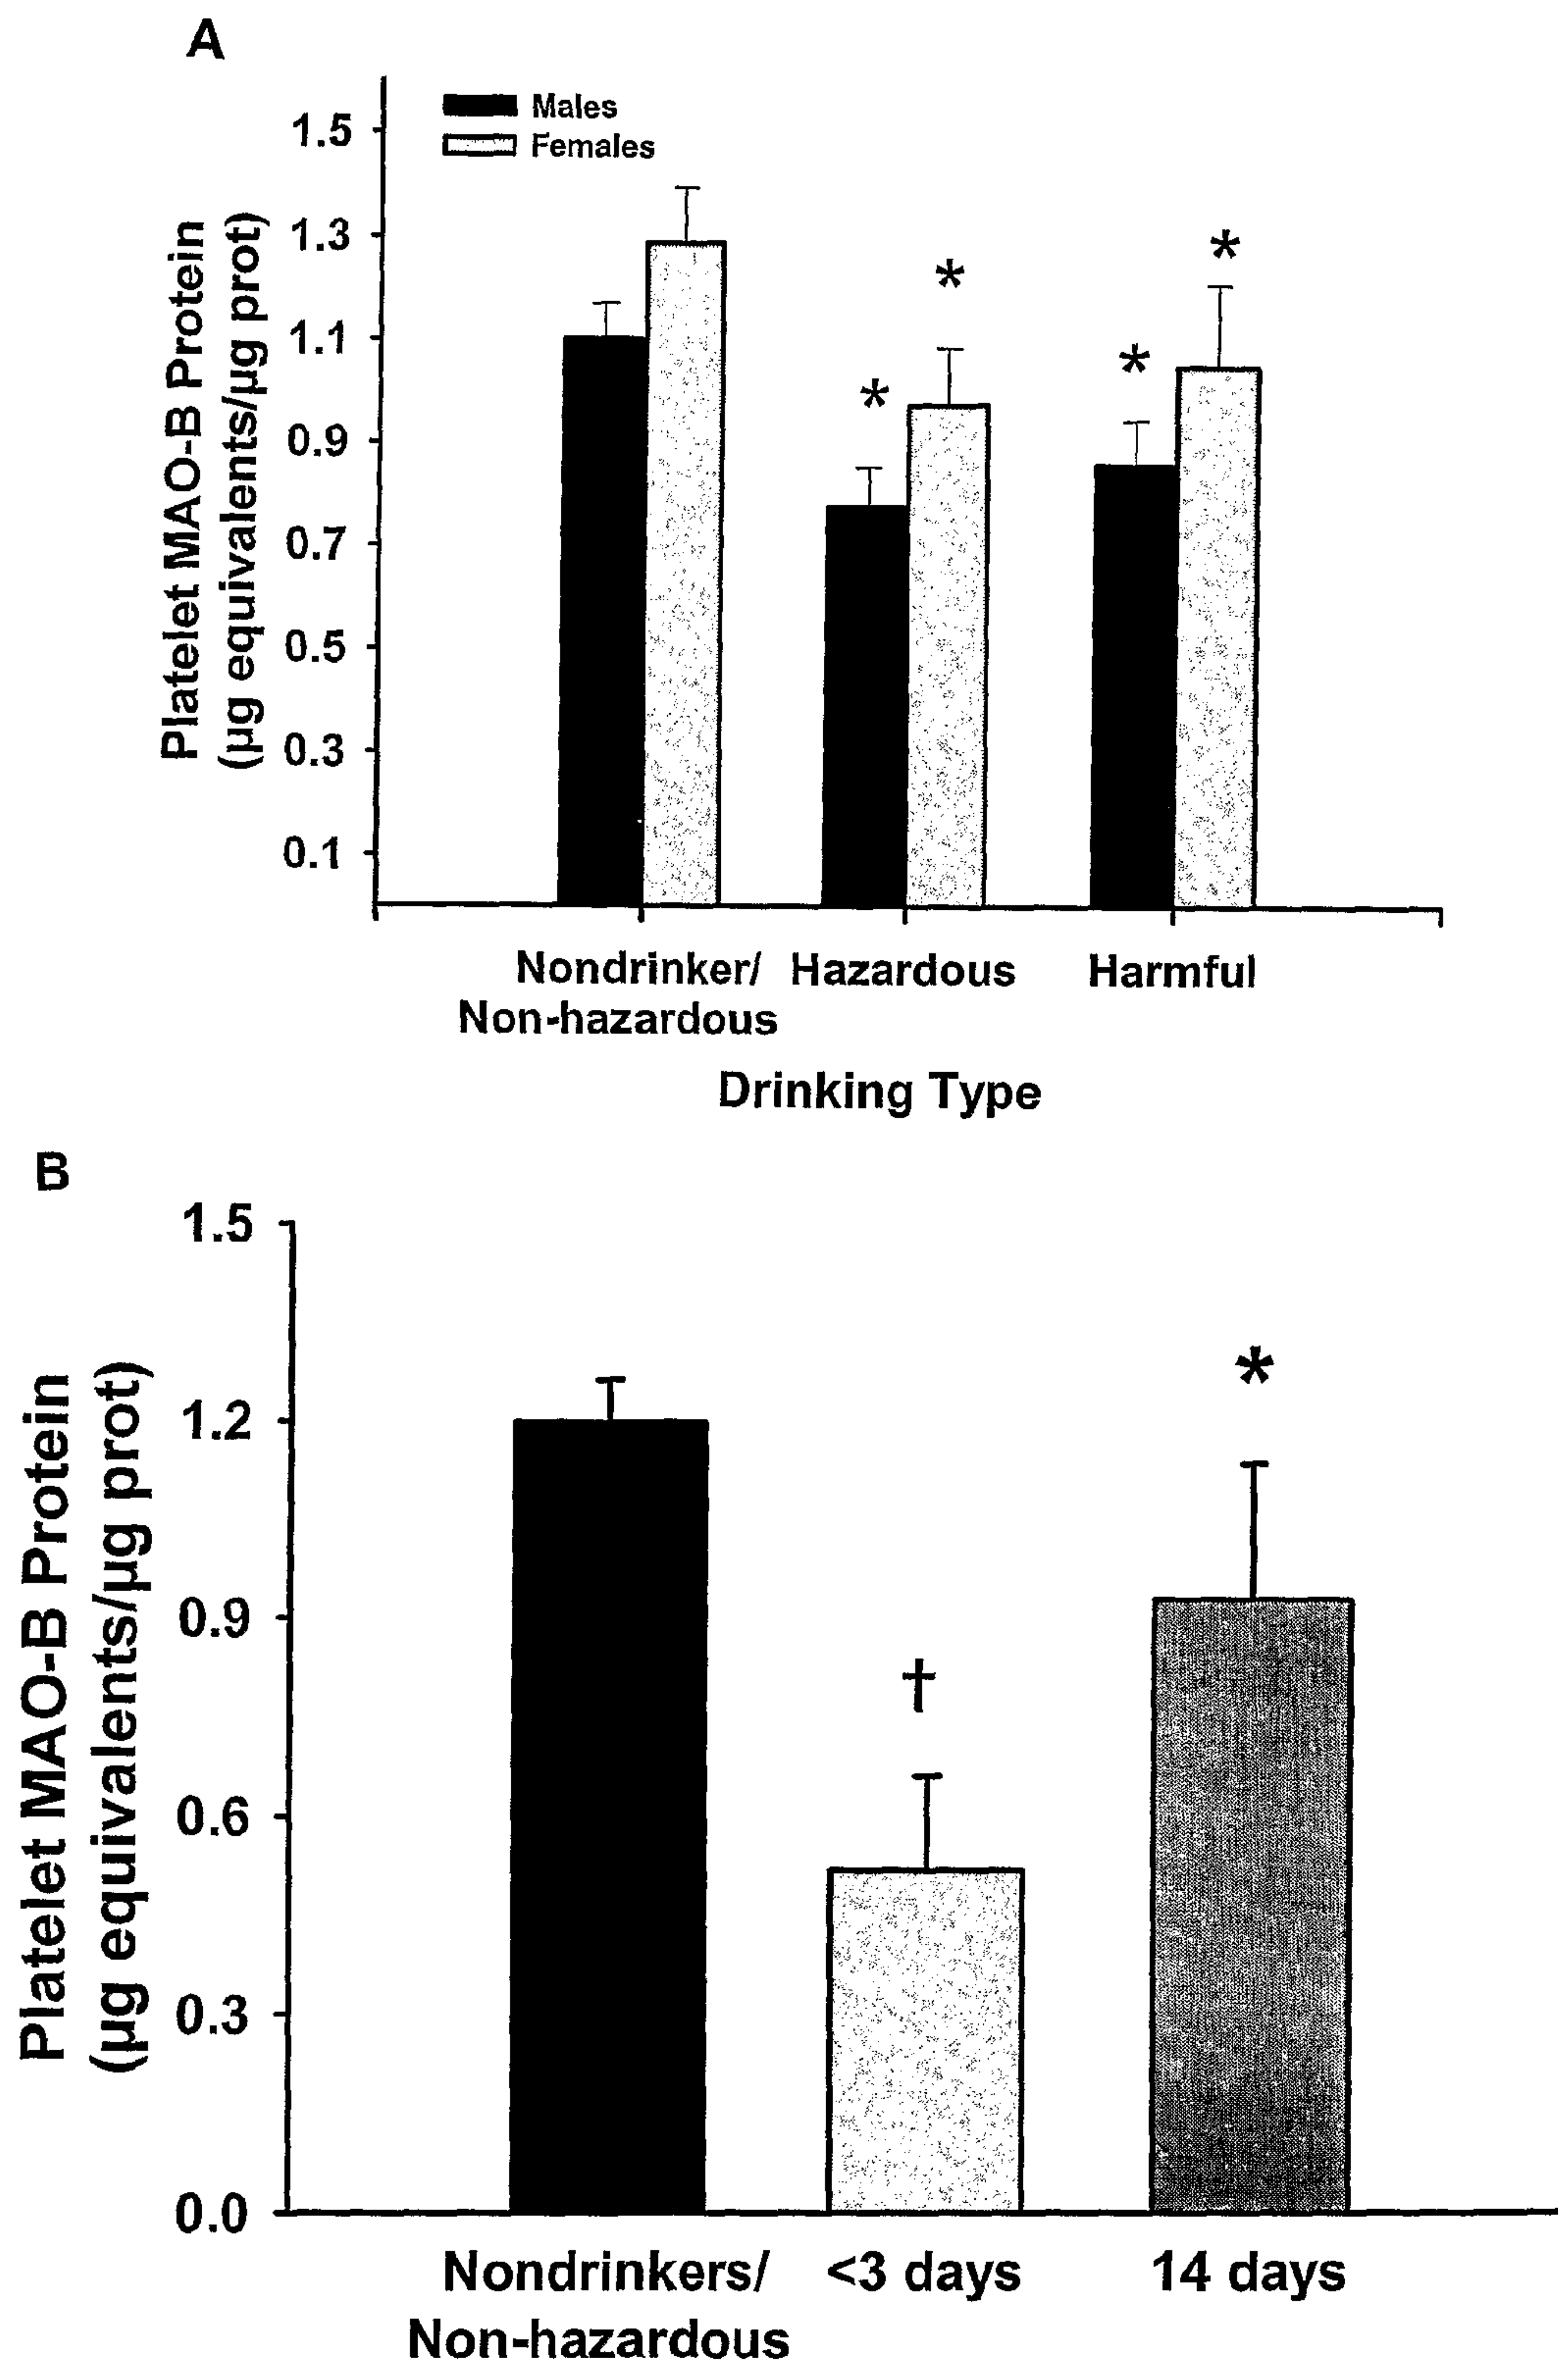 A
Males
Females
1.5
1.3
1.1
0.9
0.7
0.5
0.3
0.1
Platelet MAO-B Protein
(µg equivalents/µg prot)
*
*
*
*
Nondrinker/ Hazardous Harmful
Non-hazardous
Drinking Type
B
1.5
1.2
0.9
0.6
0.3
0.0
Platelet MAO-B Protein
(µg equivalents/µg prot)
*
†
Nondrinkers/ <3 days 14 days
Non-hazardous